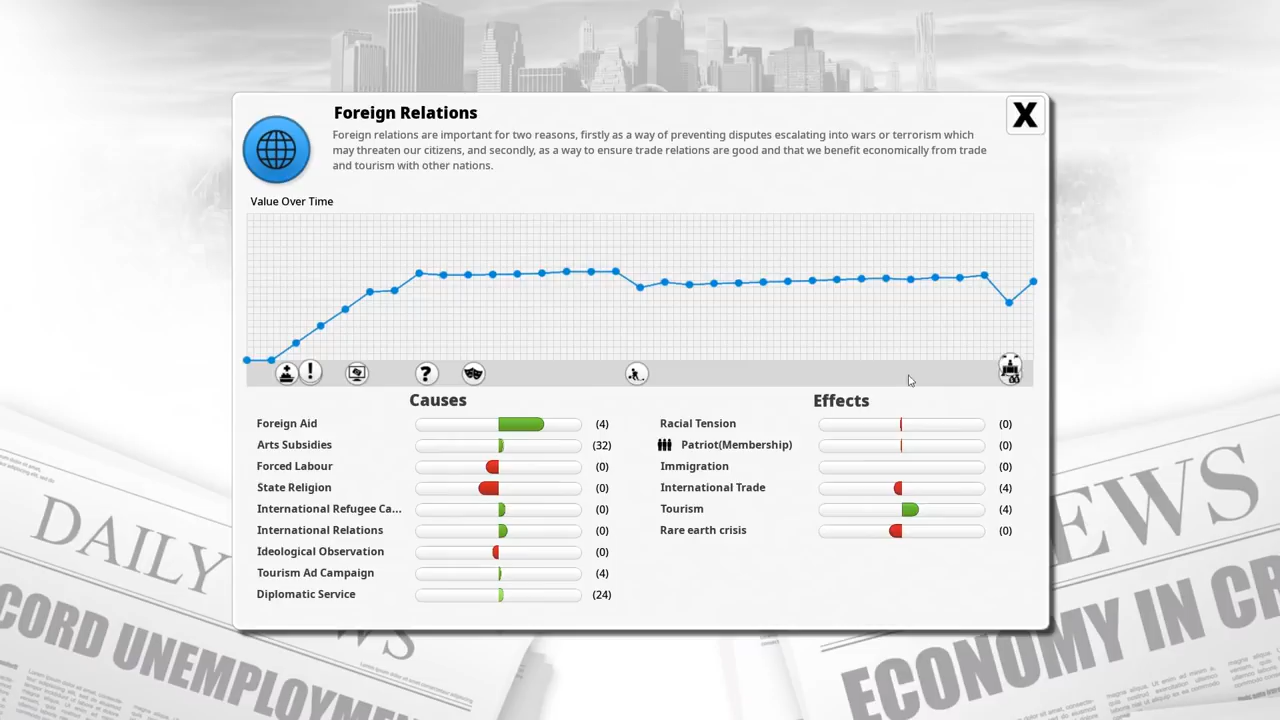 Foreign Relations
X
Foreign relations are important for two reasons, firstly as a way of preventing disputes escalating into wars or terrorism which
may threaten our citizens, and secondly, as a way to ensure trade relations are good and that we benefit economically from trade
and tourism with other nations.
Value Over Time
!
?
Causes
Foreign Aid (4)
Arts Subsidies (32)
Forced Labour (0)
State Religion (0)
International Refugee Ca... (0)
International Relations (0)
Ideological Observation (0)
Tourism Ad Campaign (4)
Diplomatic Service (24)
Effects
Racial Tension (0)
Patriot(Membership) (0)
Immigration (0)
International Trade (4)
Tourism (4)
Rare earth crisis (0)
DAILY
WS
CORD UNEMPLOYME
EWS
ECONOMY IN CR